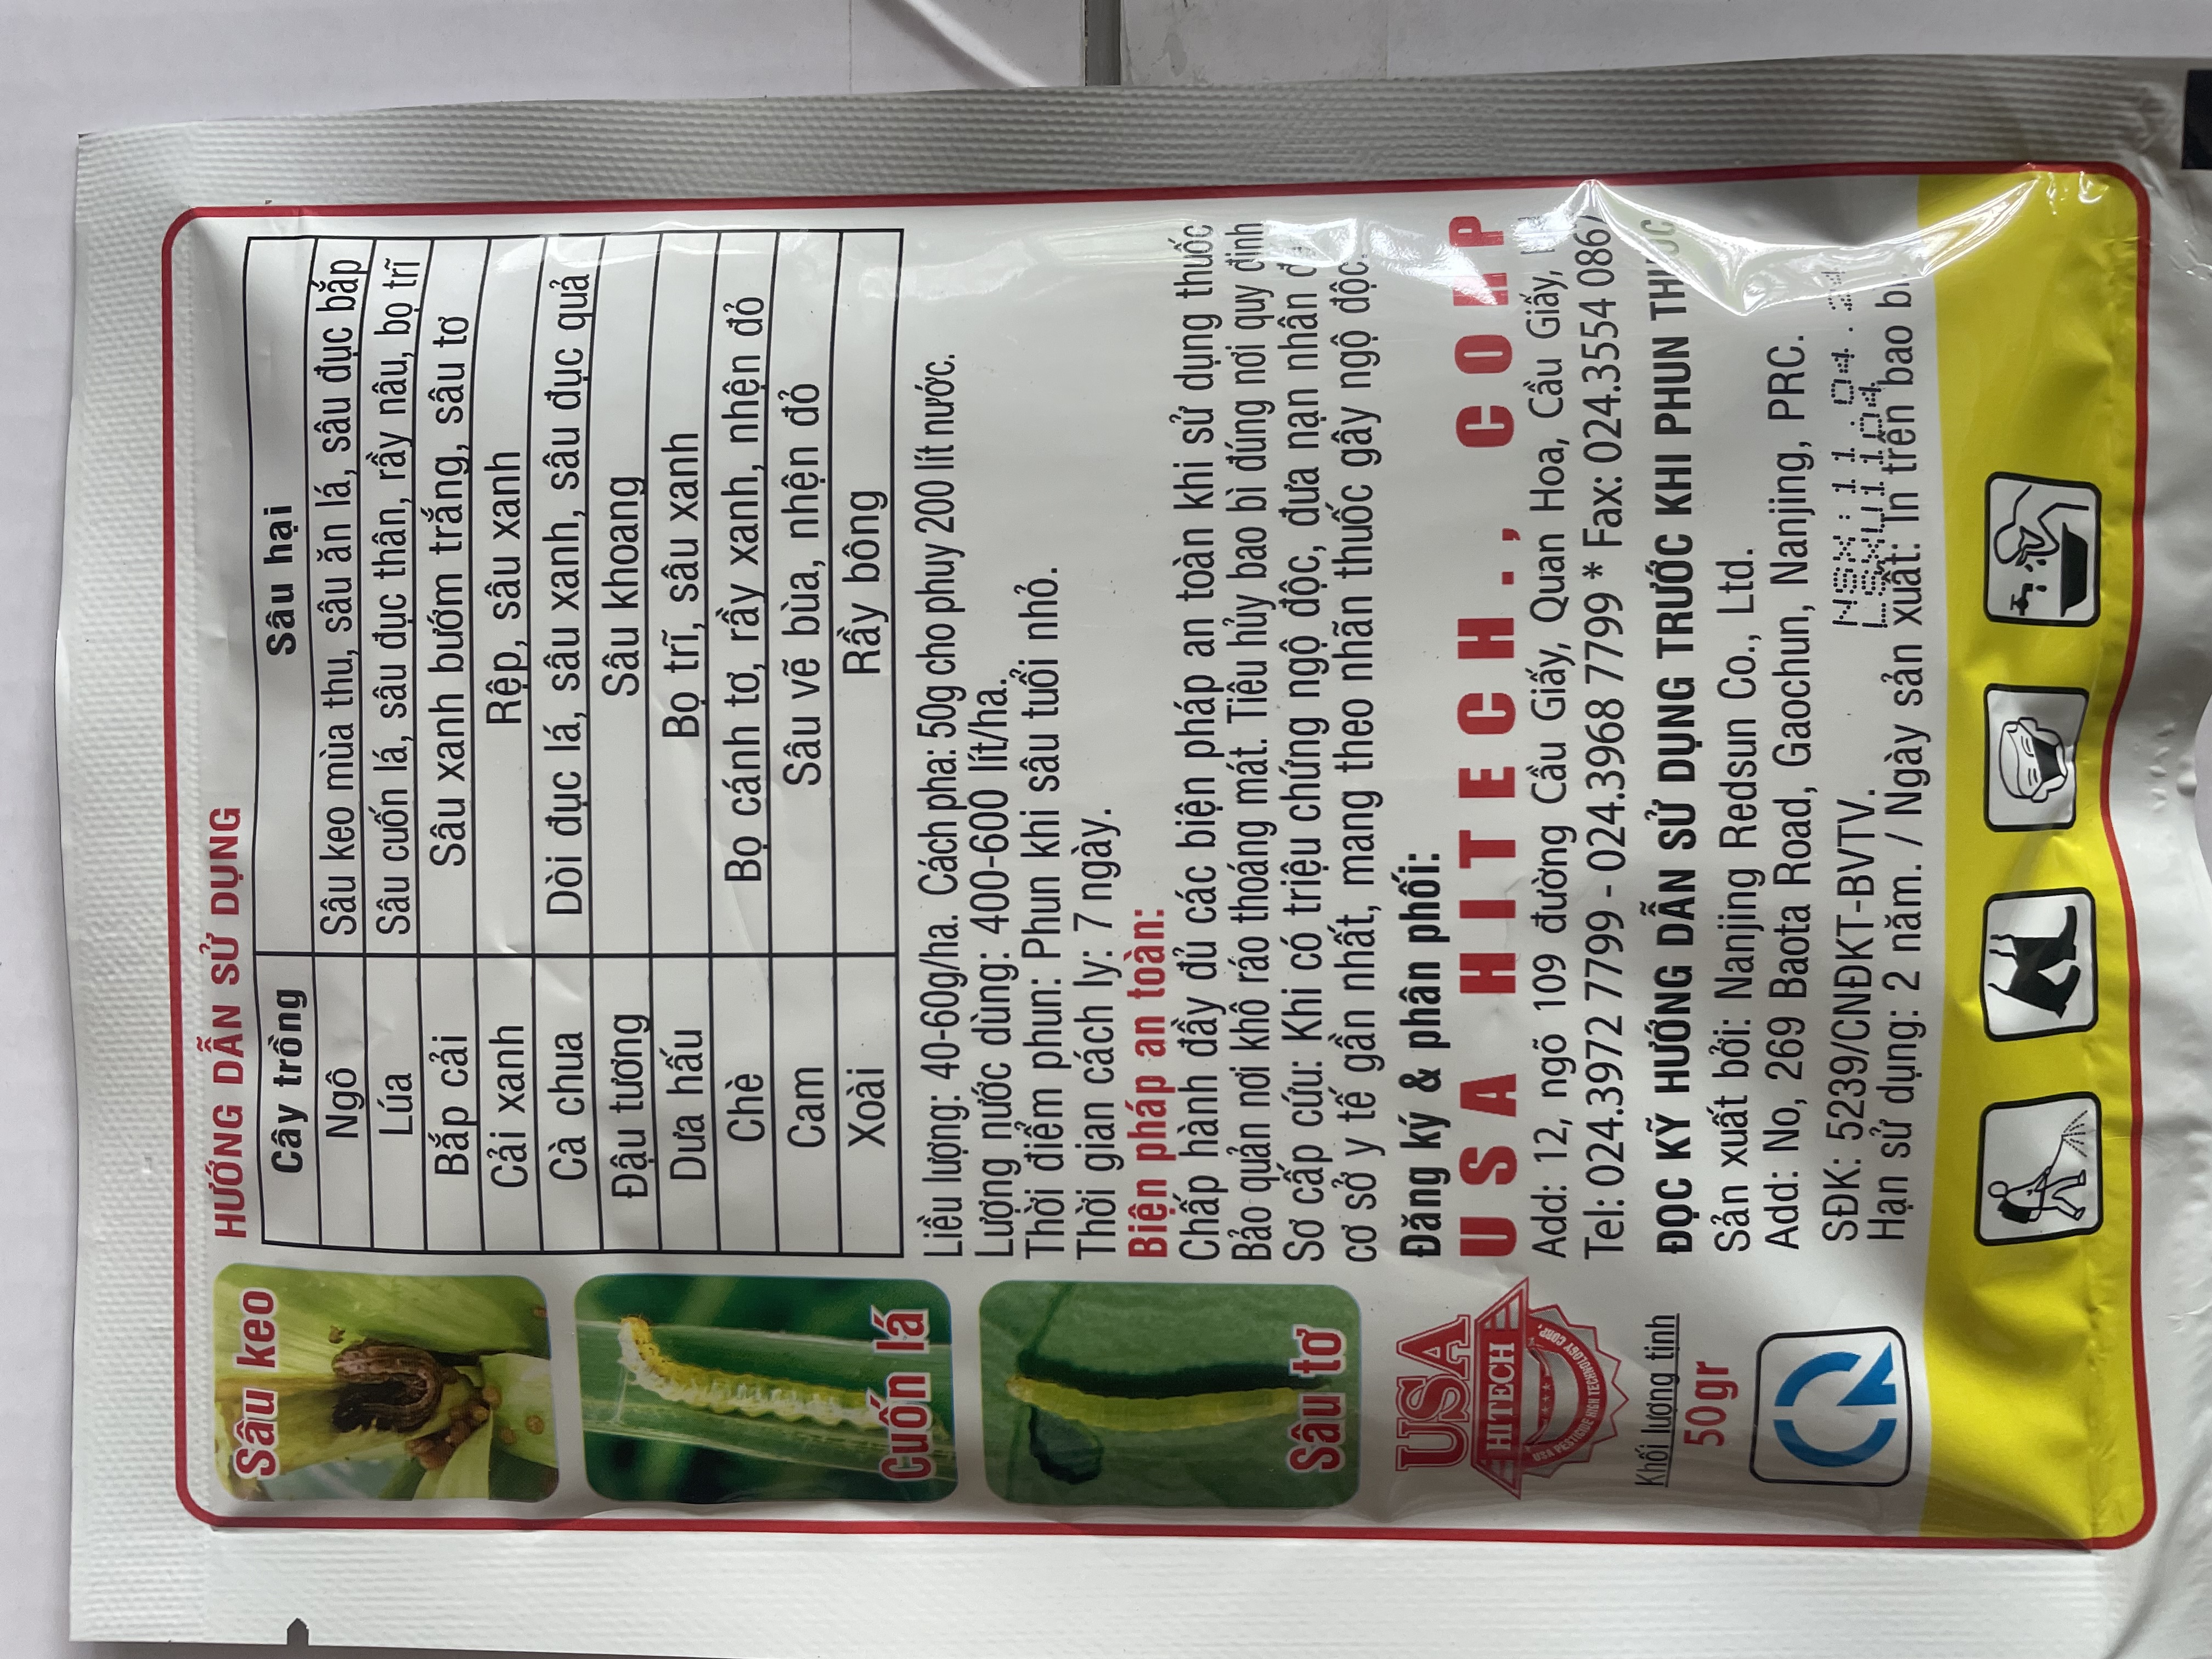 HƯỚNG DẪN SỬ DỤNG
Cây trồng Sâu hại
Ngô Sâu keo mùa thu, sâu ăn lá, sâu đục bắp
Lúa Sâu cuốn lá, sâu đục thân, rầy nâu, bọ trĩ
Bắp cải Sâu xanh bướm trắng, sâu tơ
Cải xanh Rệp, sâu xanh
Cà chua Dòi đục lá, sâu xanh, sâu đục quả
Đậu tương Sâu khoang
Dưa hấu Bọ trĩ, sâu xanh
Chè Bọ cánh tơ, rầy xanh, nhện đỏ
Cam Sâu vẽ bùa, nhện đỏ
Xoài Rầy bông
Sâu keo
Cuốn lá
Sâu tơ
Liều lượng: 40-60g/ha. Cách pha: 50g cho phuy 200 lít nước.
Lượng nước dùng: 400-600 lít/ha.
Thời điểm phun: Phun khi sâu tuổi nhỏ.
Thời gian cách ly: 7 ngày.
Biện pháp an toàn:
Chấp hành đầy đủ các biện pháp an toàn khi sử dụng thuốc
Bảo quản nơi khô ráo thoáng mát. Tiêu hủy bao bì đúng nơi quy định
Sơ cấp cứu: Khi có triệu chứng ngộ độc, đưa nạn nhân
cơ sở y tế gần nhất, mang theo nhãn thuốc gây ngộ độc.
Đăng ký & phân phối:
USA HITECH., CORP
Add: 12, ngõ 109 đường Cầu Giấy, Quan Hoa, Cầu Giấy,
Tel: 024.3972 7799 - 024.3968 7799 * Fax: 024.3554 0867
ĐỌC KỸ HƯỚNG DẪN SỬ DỤNG TRƯỚC KHI PHUN THUỐC
Sản xuất bởi: Nanjing Redsun Co., Ltd.
Add: No, 269 Baota Road, Gaochun, Nanjing, PRC.
SĐK: 5239/CNĐKT-BVTV.
NSX: 11.04.24
Hạn sử dụng: 2 năm. / Ngày sản xuất: In trên bao bì
USA
HITECH
USA PESTICIDE HIGH TECHNOLOGY CORP.
Khối lượng tịnh
50gr